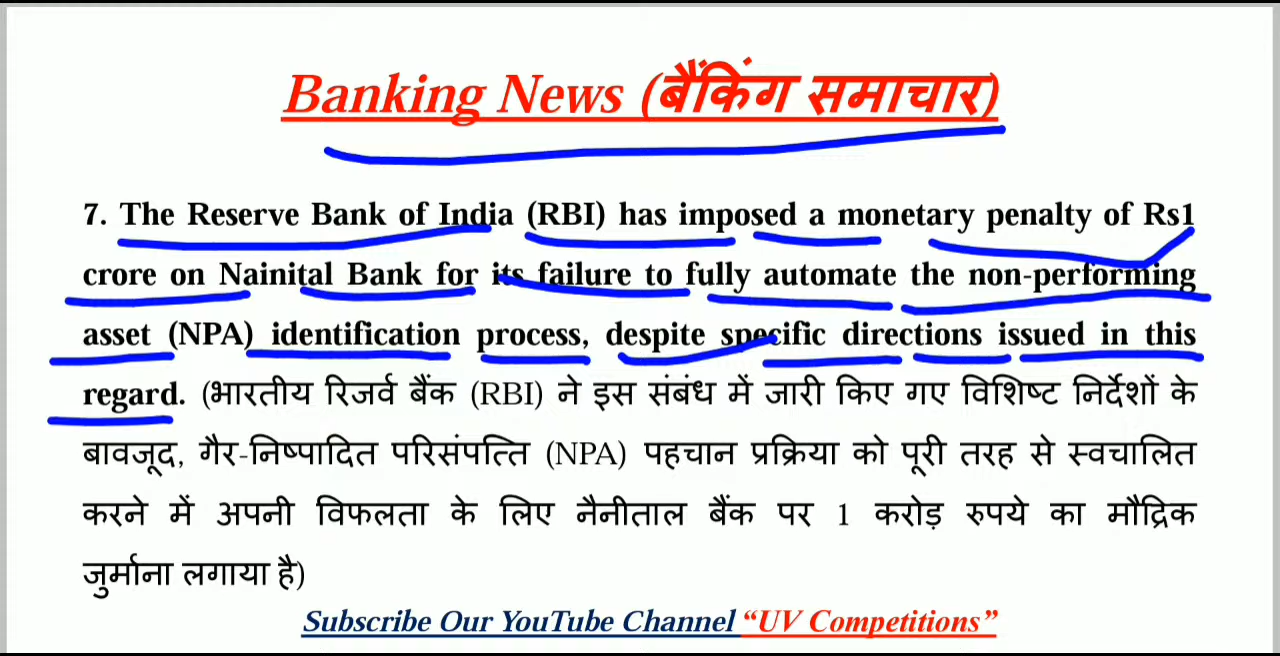 Banking News (बैंकिंग समाचार)
7. The Reserve Bank of India (RBI) has imposed a monetary penalty of Rs1
crore on Nainital Bank for its failure to fully automate the non-performing
asset (NPA) identification process, despite specific directions issued in this
regard. (भारतीय रिजर्व बैंक (RBI) ने इस संबंध में जारी किए गए विशिष्ट निर्देशों के
बावजूद, गैर-निष्पादित परिसंपत्ति (NPA) पहचान प्रक्रिया को पूरी तरह से स्वचालित
करने में अपनी विफलता के लिए नैनीताल बैंक पर 1 करोड़ रुपये का मौद्रिक
जुर्माना लगाया है)
Subscribe Our YouTube Channel “UV Competitions”